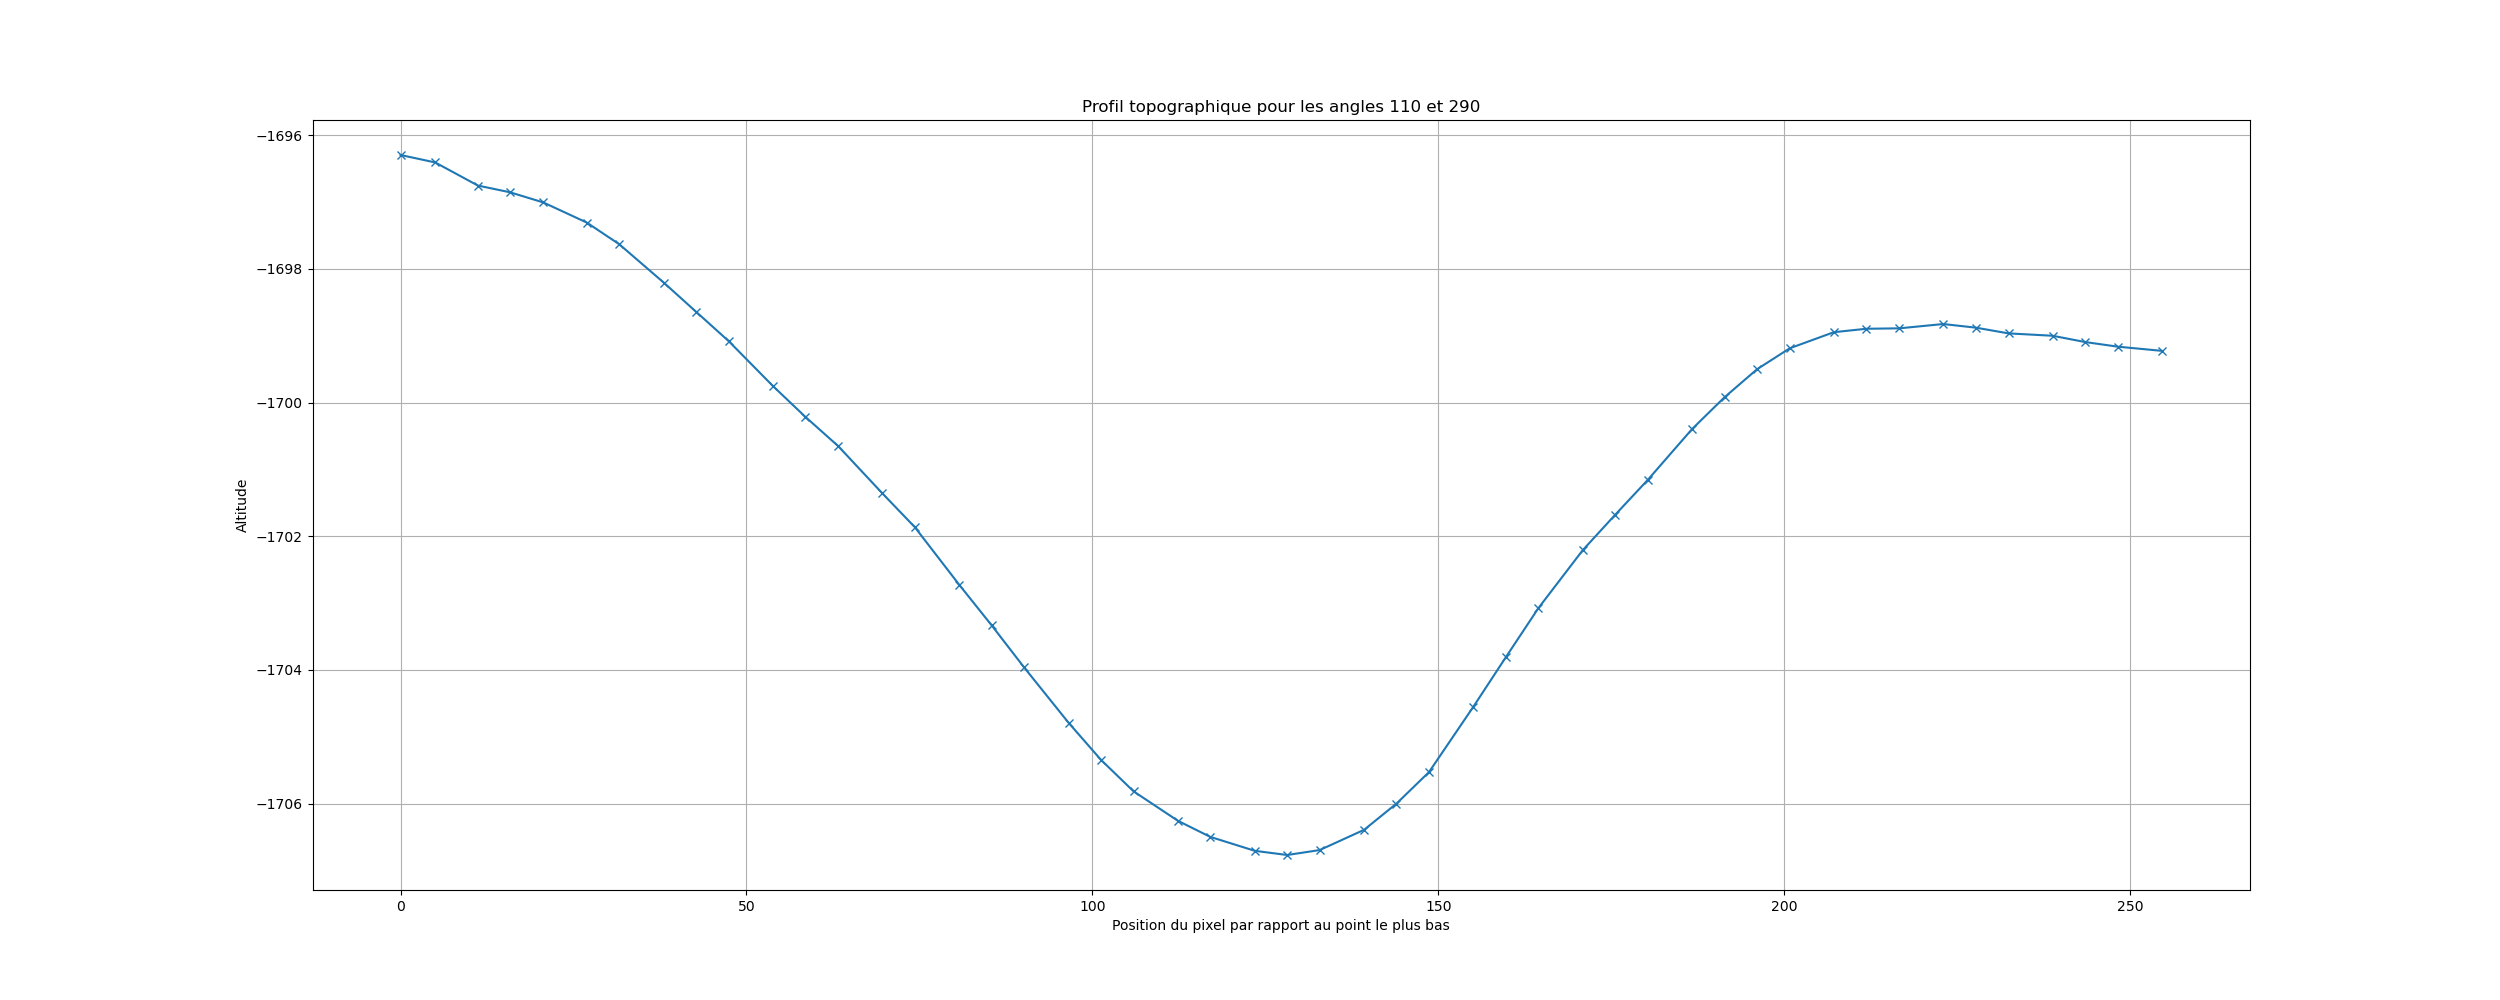 Profil topographique pour les angles 110 et 290
−1696
−1698
−1700
−1702
−1704
−1706
Altitude
0 50 100 150 200 250
Position du pixel par rapport au point le plus bas